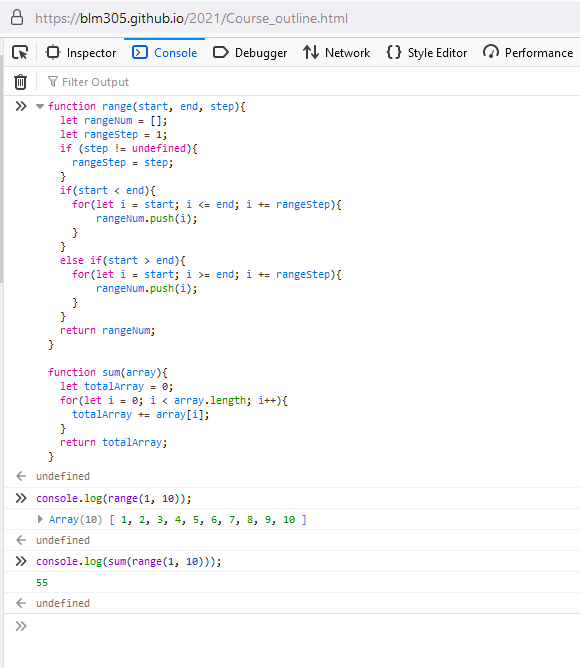 https://blm305.github.io/2021/Course_outline.html
Inspector Console Debugger Network Style Editor Performance
Filter Output
function range(start, end, step){
let rangeNum = [];
let rangeStep = 1;
if (step != undefined){
rangeStep = step;
}
if(start < end){
for(let i = start; i <= end; i += rangeStep){
rangeNum.push(i);
}
}
else if(start > end){
for(let i = start; i >= end; i += rangeStep){
rangeNum.push(i);
}
}
return rangeNum;
}
function sum(array){
let totalArray = 0;
for(let i = 0; i < array.length; i++){
totalArray += array[i];
}
return totalArray;
}
undefined
console.log(range(1, 10));
Array(10) [ 1, 2, 3, 4, 5, 6, 7, 8, 9, 10 ]
undefined
console.log(sum(range(1, 10)));
55
undefined